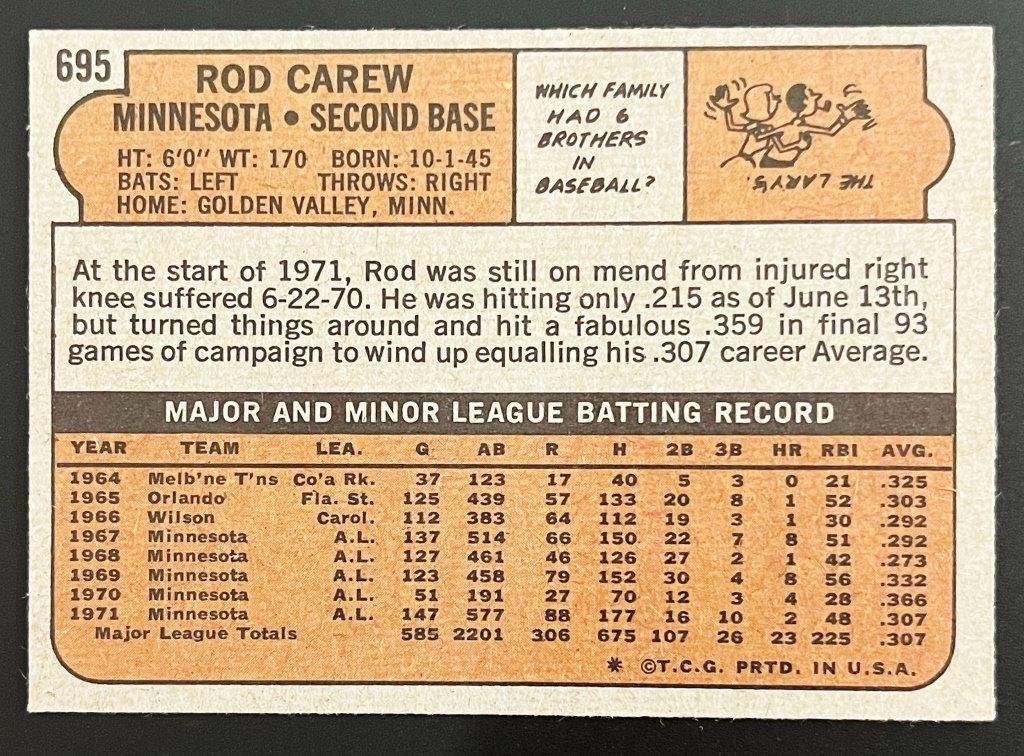 695
ROD CAREW
MINNESOTA • SECOND BASE
HT: 6'0" WT: 170 BORN: 10-1-45
BATS: LEFT THROWS: RIGHT
HOME: GOLDEN VALLEY, MINN.
WHICH FAMILY
HAD 6
BROTHERS
IN
BASEBALL?
THE LARYS.
At the start of 1971, Rod was still on mend from injured right
knee suffered 6-22-70. He was hitting only .215 as of June 13th,
but turned things around and hit a fabulous .359 in final 93
games of campaign to wind up equalling his .307 career Average.
MAJOR AND MINOR LEAGUE BATTING RECORD
YEAR TEAM LEA. G AB R H 2B 3B HR RBI AVG.
1964 Melb'ne T'ns Co'a Rk. 37 123 17 40 5 3 0 21 .325
1965 Orlando Fla. St. 125 439 57 133 20 8 1 52 .303
1966 Wilson Carol. 112 383 64 112 19 3 1 30 .292
1967 Minnesota A.L. 137 514 66 150 22 7 8 51 .292
1968 Minnesota A.L. 127 461 46 126 27 2 1 42 .273
1969 Minnesota A.L. 123 458 79 152 30 4 8 56 .332
1970 Minnesota A.L. 51 191 27 70 12 3 4 28 .366
1971 Minnesota A.L. 147 577 88 177 16 10 2 48 .307
Major League Totals 585 2201 306 675 107 26 23 225 .307
* ©T.C.G. PRTD. IN U.S.A.